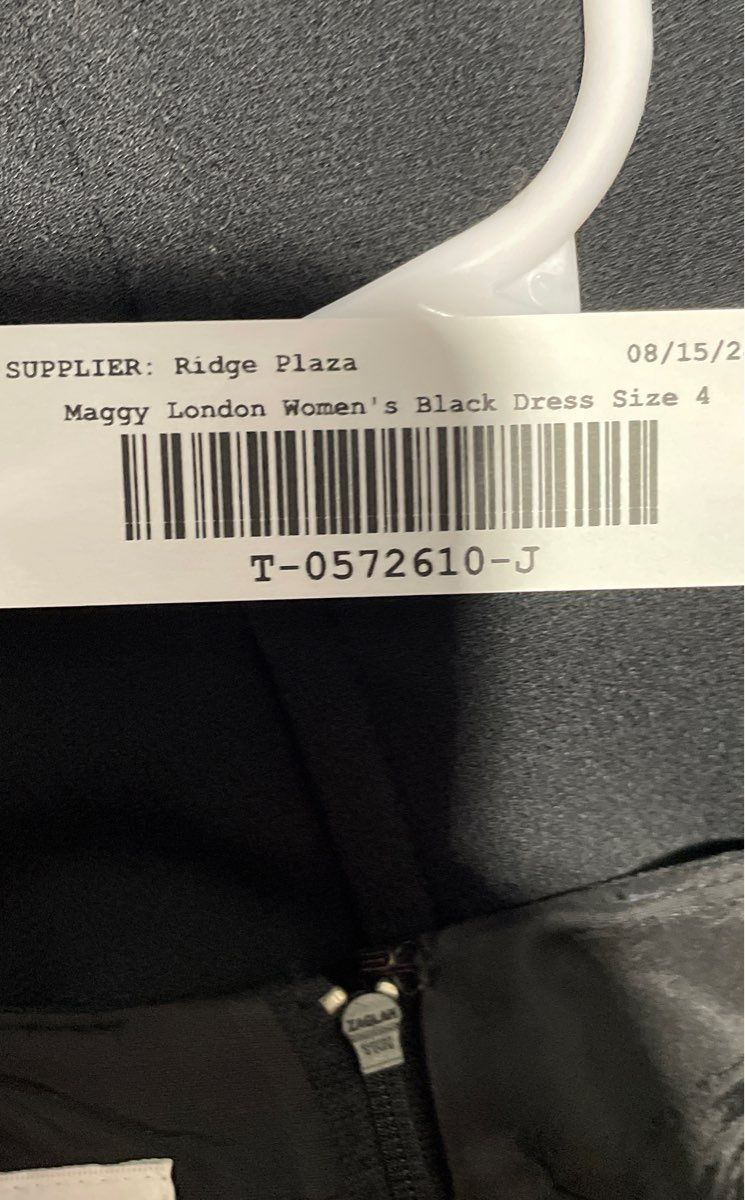 SUPPLIER: Ridge Plaza
08/15/2
Maggy London Women's Black Dress Size 4
T-0572610-J